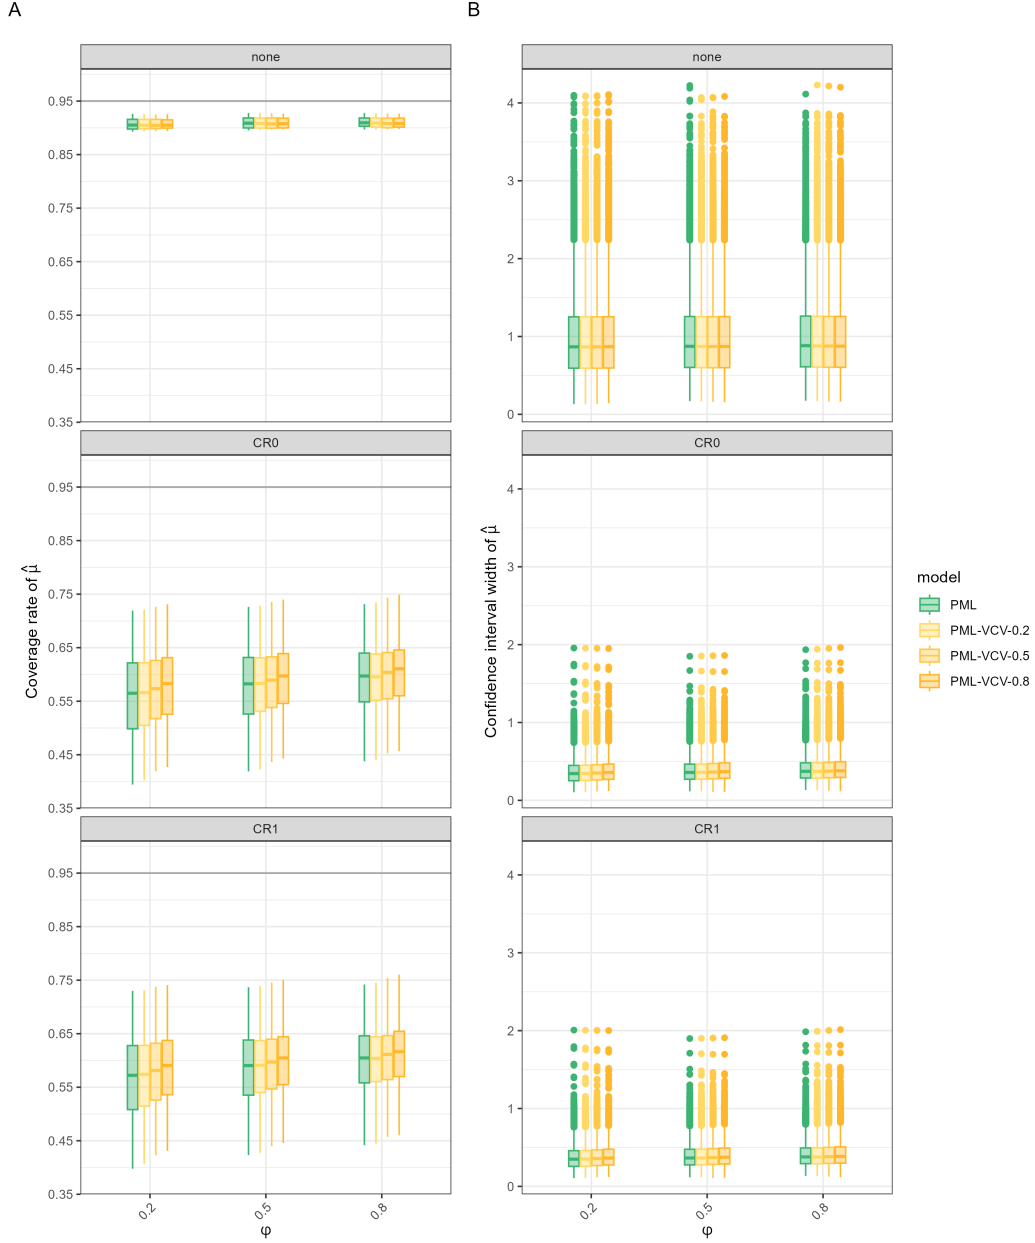 A
B
none
0.95
0.85
0.75
0.65
0.55
0.45
0.35
CR0
0.95
0.85
0.75
0.65
0.55
0.45
0.35
CR1
0.95
0.85
0.75
0.65
0.55
0.45
0.35
0.2
0.5
0.8
φ
Coverage rate of μ̂
none
4
3
2
1
0
CR0
4
3
2
1
0
CR1
4
3
2
1
0
0.2
0.5
0.8
φ
Confidence interval width of μ̂
model
PML
PML-VCV-0.2
PML-VCV-0.5
PML-VCV-0.8